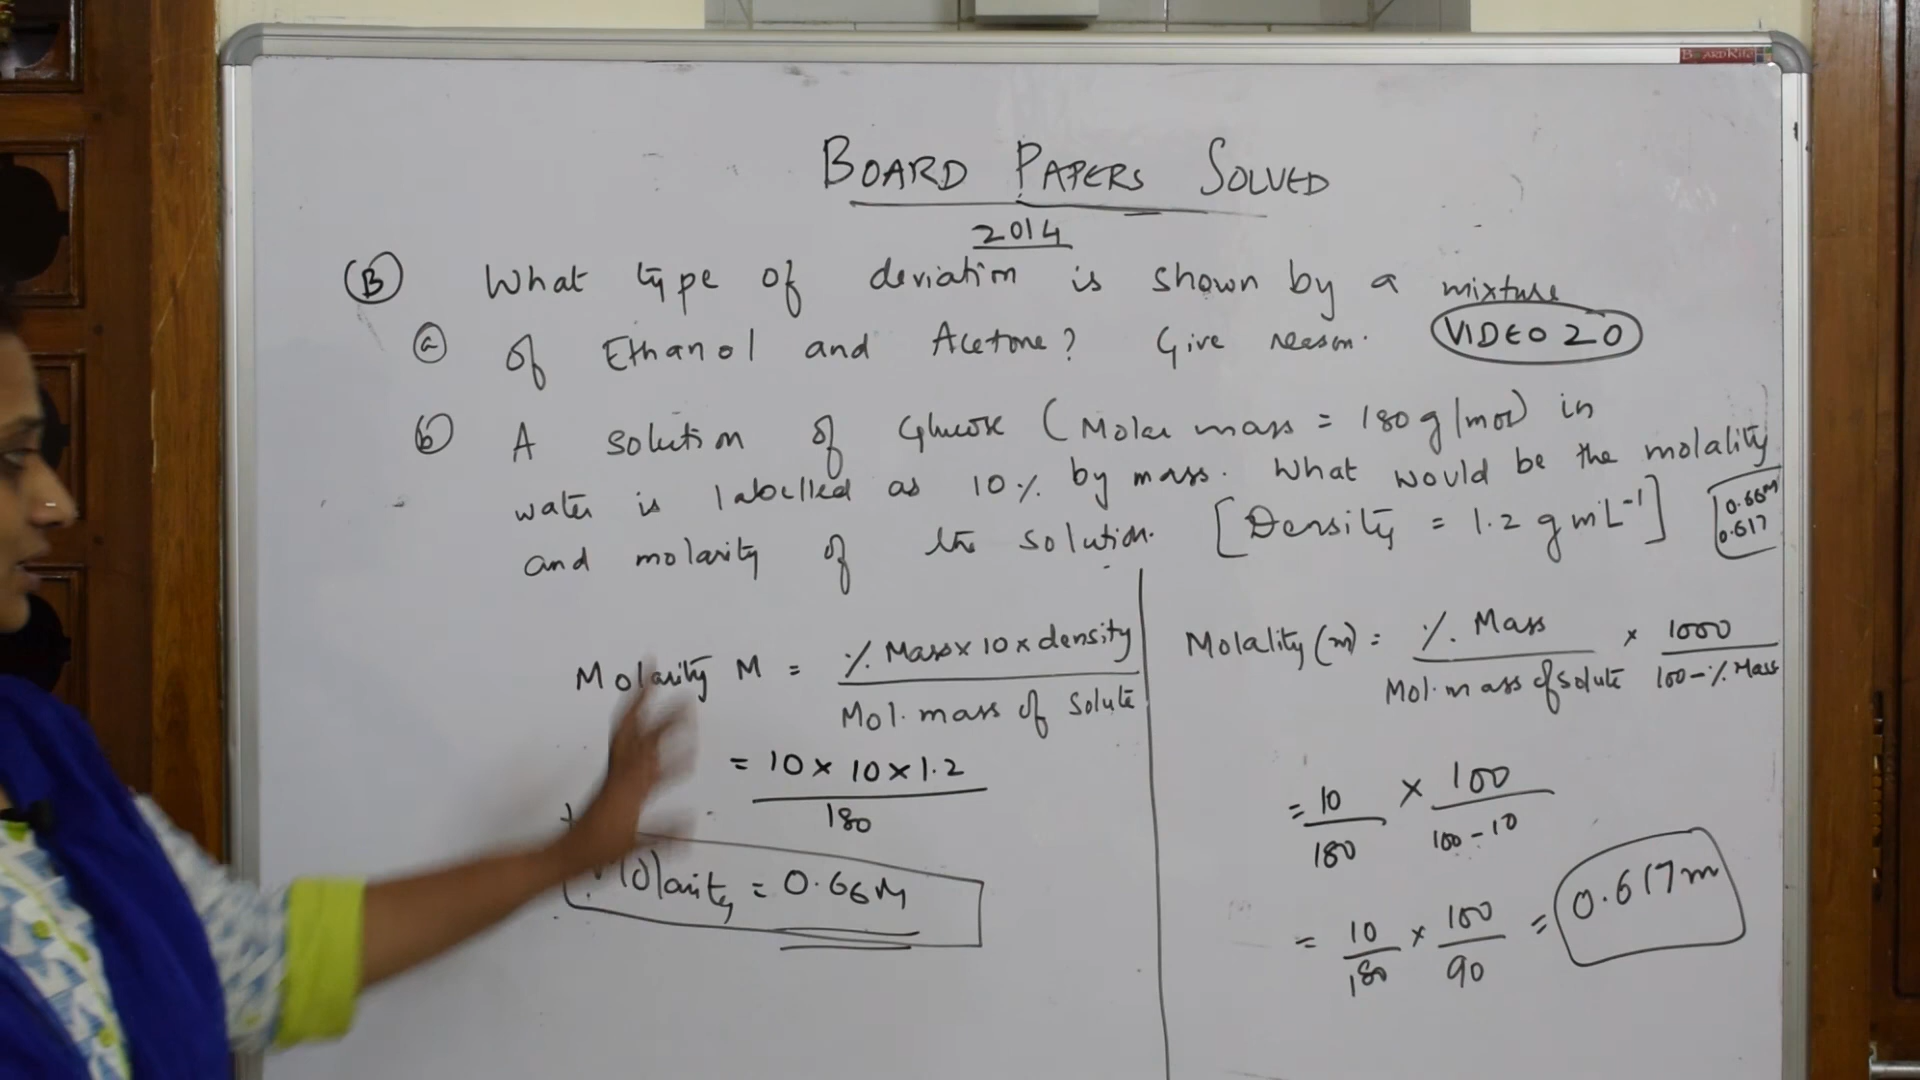 BOARDRITE
BOARD PAPERS SOLVED
2014
(B) What type of deviation is shown by a mixture
(a) of Ethanol and Acetone? Give reason. VIDEO 20
(b) A solution of Glucose (Molar mass = 180 g/mol) in
water is labelled as 10% by mass. What would be the molality
and molarity of the solution. [Density = 1.2 g mL⁻¹]
0.66M
0.617
Molarity M = % Mass × 10 × density / Mol. mass of Solute
= 10 × 10 × 1.2 / 180
Molarity = 0.66M
Molality (m) = % Mass / Mol. mass of solute × 1000 / 100 - % Mass
= 10 / 180 × 100 / 100 - 10
= 10 / 180 × 100 / 90 = 0.617m